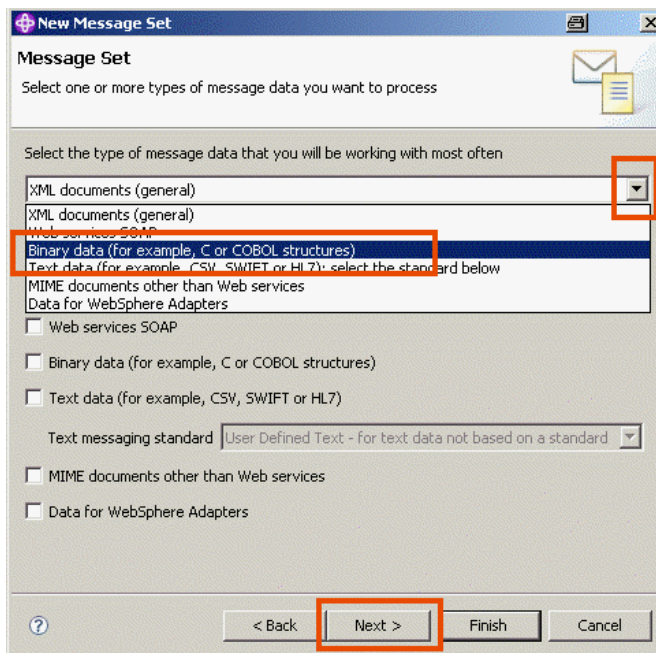 New Message Set
Message Set
Select one or more types of message data you want to process
Select the type of message data that you will be working with most often
XML documents (general)
XML documents (general)
Web services SOAP
Binary data (for example, C or COBOL structures)
Text data (for example, CSV, SWIFT or HL7): select the standard below
MIME documents other than Web services
Data for WebSphere Adapters
Web services SOAP
Binary data (for example, C or COBOL structures)
Text data (for example, CSV, SWIFT or HL7)
Text messaging standard User Defined Text - for text data not based on a standard
MIME documents other than Web services
Data for WebSphere Adapters
? < Back Next > Finish Cancel